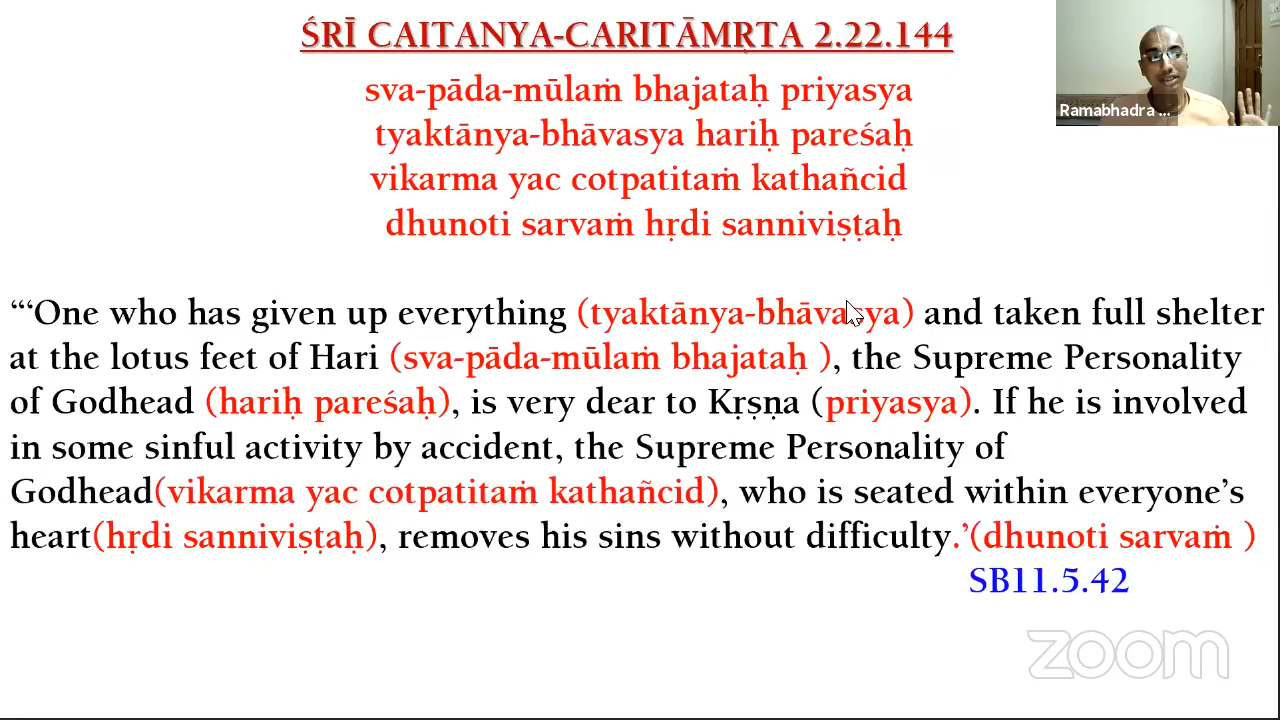 ŚRĪ CAITANYA-CARITĀMṚTA 2.22.144
sva-pāda-mūlaṁ bhajataḥ priyasya
tyaktānya-bhāvasya hariḥ pareśaḥ
vikarma yac cotpatitaṁ kathañcid
dhunoti sarvaṁ hṛdi sanniviṣṭaḥ
Ramabhadra ...
“‘One who has given up everything (tyaktānya-bhāvasya) and taken full shelter
at the lotus feet of Hari (sva-pāda-mūlaṁ bhajataḥ ), the Supreme Personality
of Godhead (hariḥ pareśaḥ), is very dear to Kṛṣṇa (priyasya). If he is involved
in some sinful activity by accident, the Supreme Personality of
Godhead(vikarma yac cotpatitaṁ kathañcid), who is seated within everyone’s
heart(hṛdi sanniviṣṭaḥ), removes his sins without difficulty.’(dhunoti sarvaṁ )
SB11.5.42
zoom